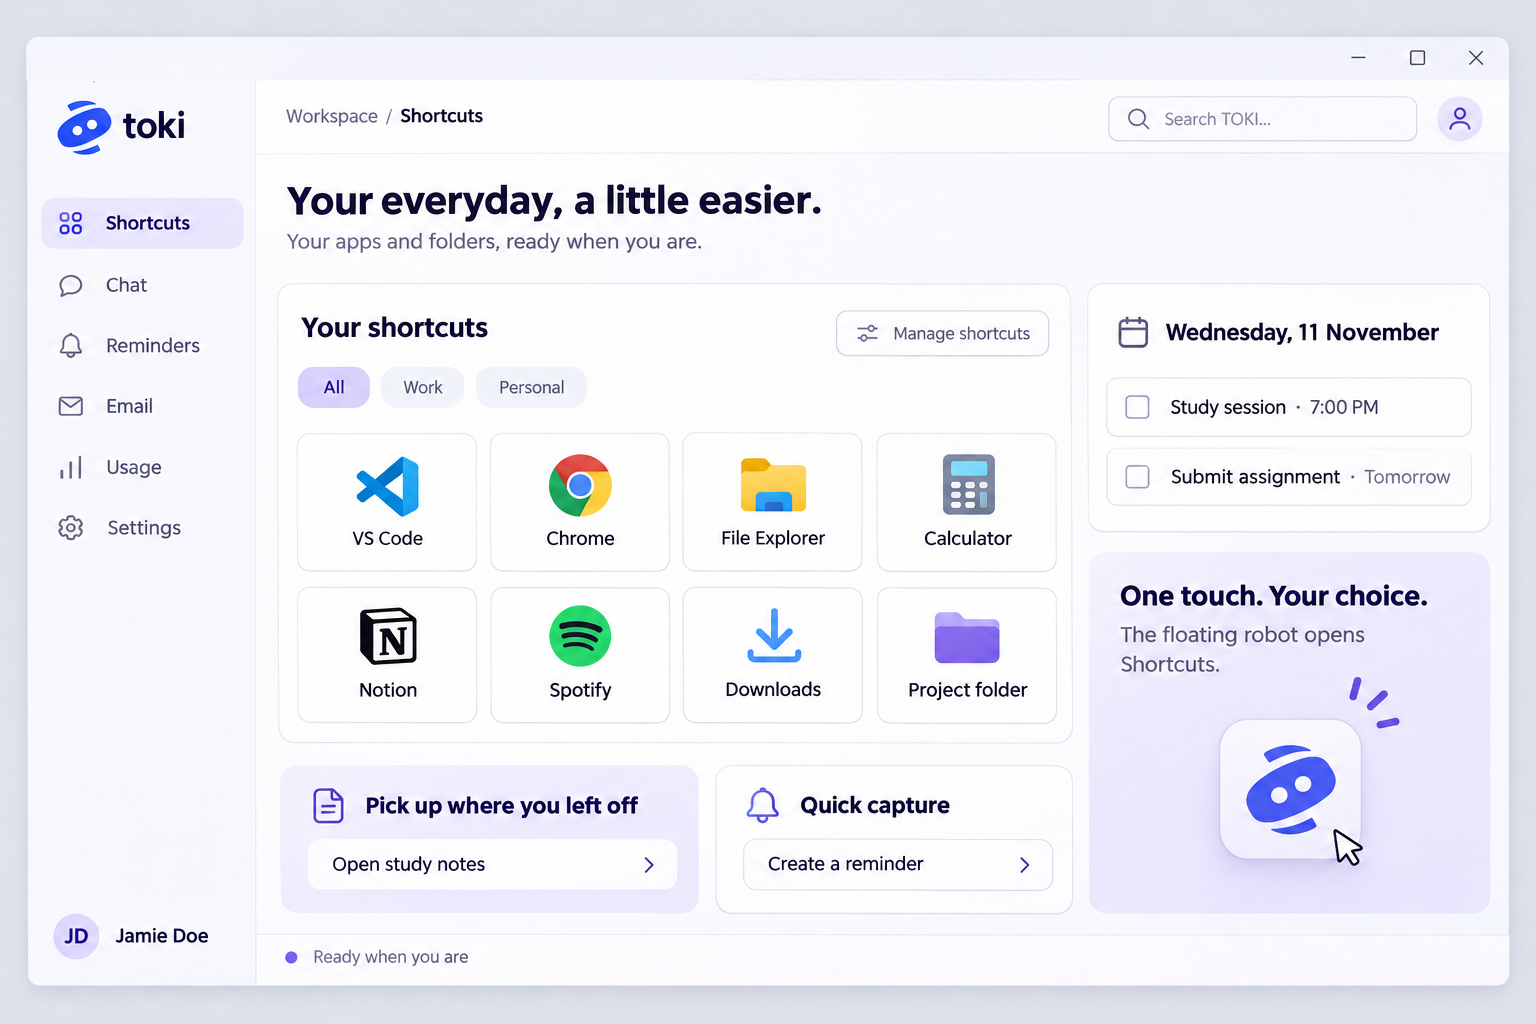 toki
Workspace / Shortcuts
Search TOKI...
Shortcuts
Chat
Reminders
Email
Usage
Settings
JD
Jamie Doe
Your everyday, a little easier.
Your apps and folders, ready when you are.
Your shortcuts
Manage shortcuts
All
Work
Personal
VS Code
Chrome
File Explorer
Calculator
N
Notion
Spotify
Downloads
Project folder
Wednesday, 11 November
Study session · 7:00 PM
Submit assignment · Tomorrow
One touch. Your choice.
The floating robot opens
Shortcuts.
Pick up where you left off
Open study notes
Quick capture
Create a reminder
Ready when you are